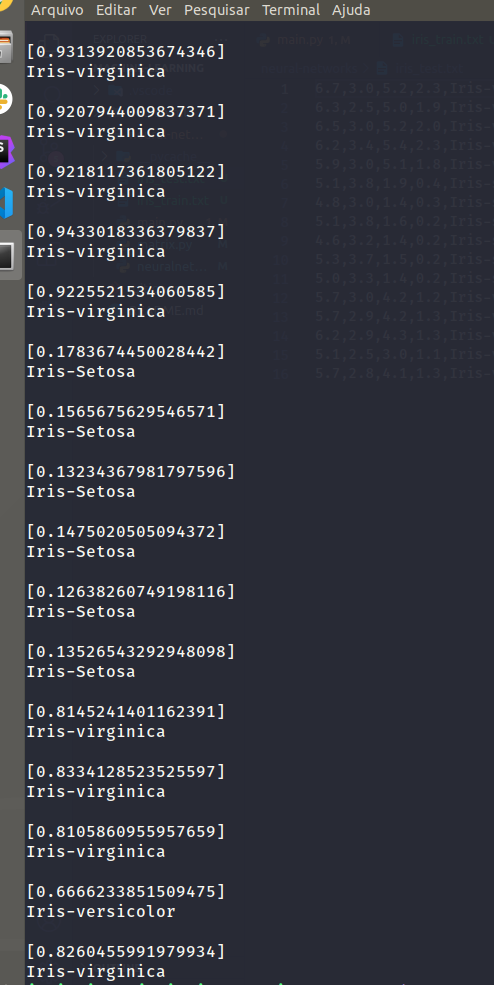 Arquivo Editar Ver Pesquisar Terminal Ajuda
[0.9313920853674346]
Iris-virginica
[0.9207944009837371]
Iris-virginica
[0.9218117361805122]
Iris-virginica
[0.9433018336379837]
Iris-virginica
[0.9225521534060585]
Iris-virginica
[0.1783674450028442]
Iris-Setosa
[0.1565675629546571]
Iris-Setosa
[0.13234367981797596]
Iris-Setosa
[0.1475020505094372]
Iris-Setosa
[0.12638260749198116]
Iris-Setosa
[0.13526543292948098]
Iris-Setosa
[0.8145241401162391]
Iris-virginica
[0.8334128523525597]
Iris-virginica
[0.8105860955957659]
Iris-virginica
[0.6666233851509475]
Iris-versicolor
[0.8260455991979934]
Iris-virginica